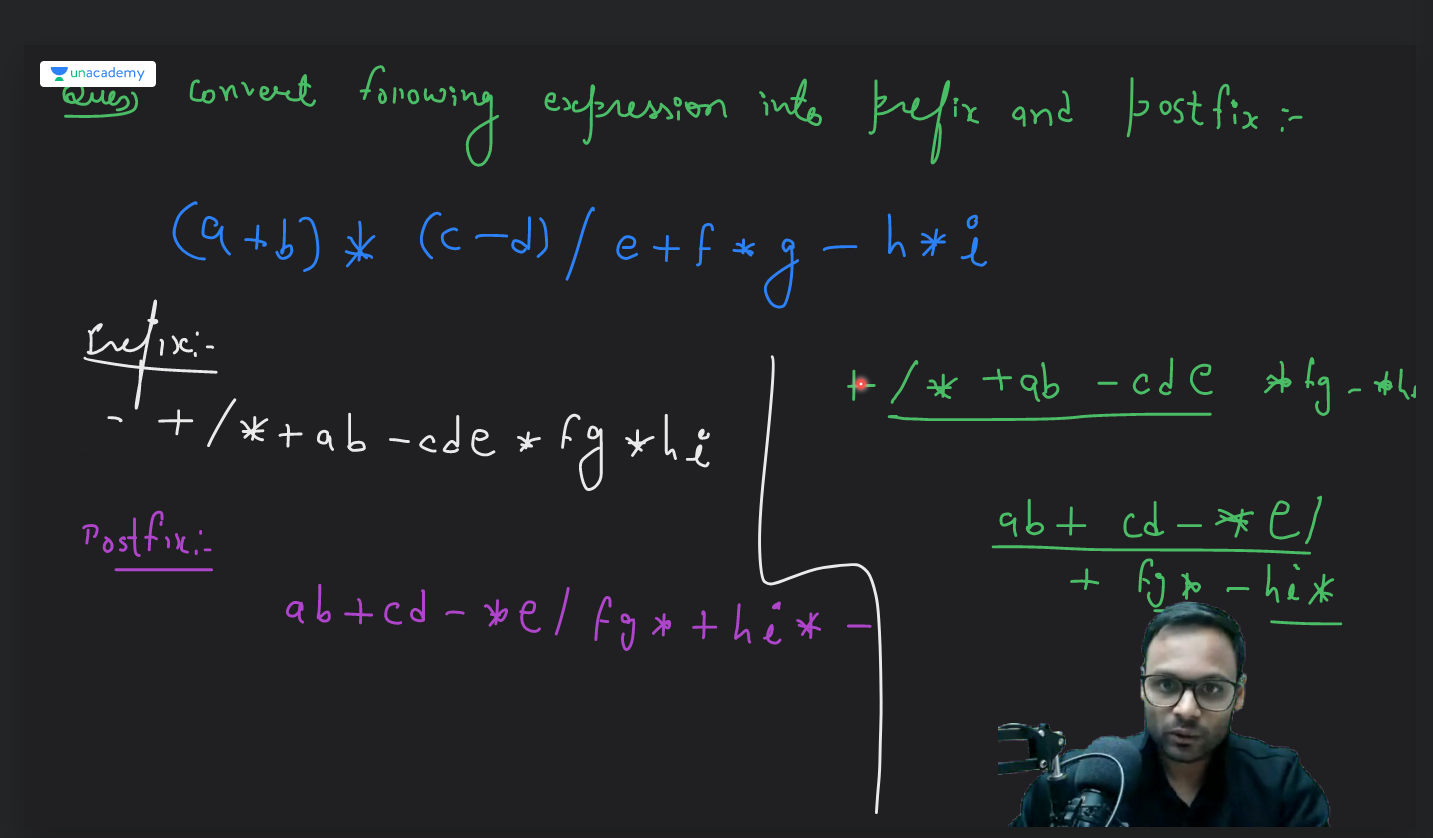 unacademy
Ques) convert following expression into prefix and postfix :-
(a+b) * (c-d) / e+f * g - h * i
Prefix:-
- + / * + ab - cde * fg * hi
Postfix:-
ab+cd - * e / fg * + hi * -
+ / * +ab - cde * fg - *h
ab+ cd - * e /
+ fg * - hi *